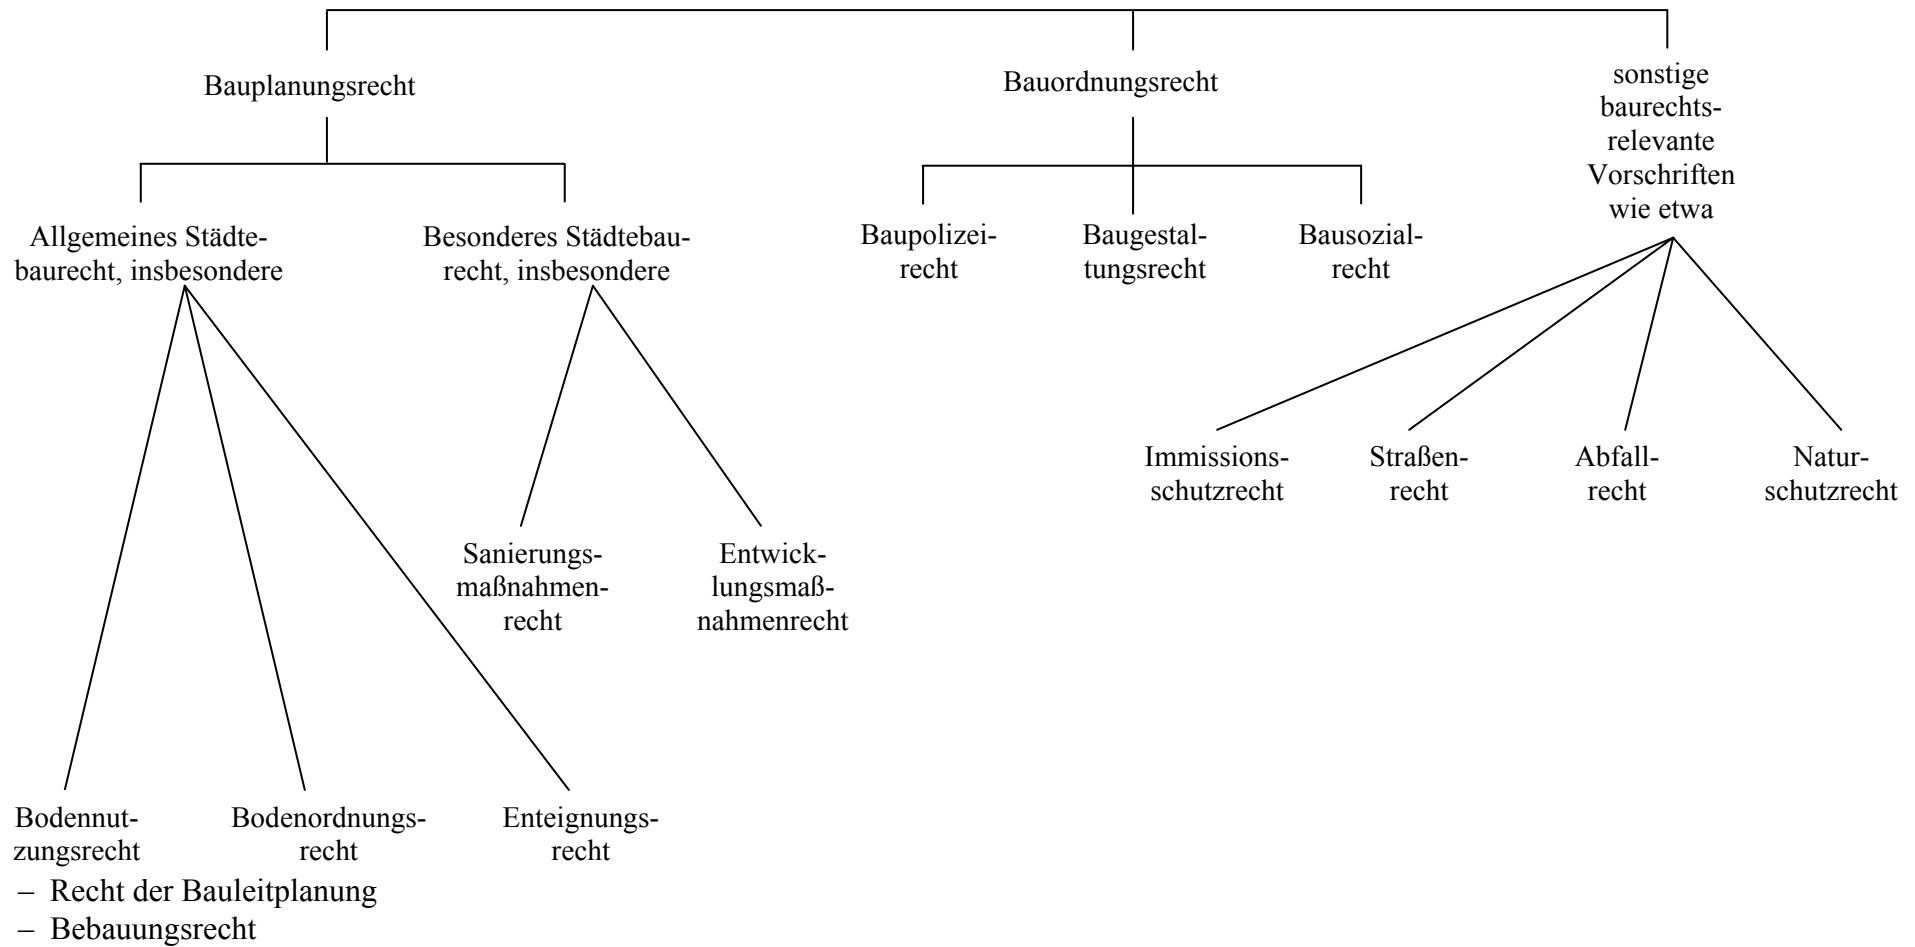 Bauplanungsrecht
Bauordnungsrecht
sonstige
baurechts-
relevante
Vorschriften
wie etwa
Allgemeines Städte-
baurecht, insbesondere
Besonderes Städtebau-
recht, insbesondere
Baupolizei-
recht
Baugestal-
tungsrecht
Bausozial-
recht
Immissions-
schutzrecht
Straßen-
recht
Abfall-
recht
Natur-
schutzrecht
Sanierungs-
maßnahmen-
recht
Entwick-
lungsmaß-
nahmenrecht
Bodennut-
zungsrecht
Bodenordnungs-
recht
Enteignungs-
recht
– Recht der Bauleitplanung
– Bebauungsrecht